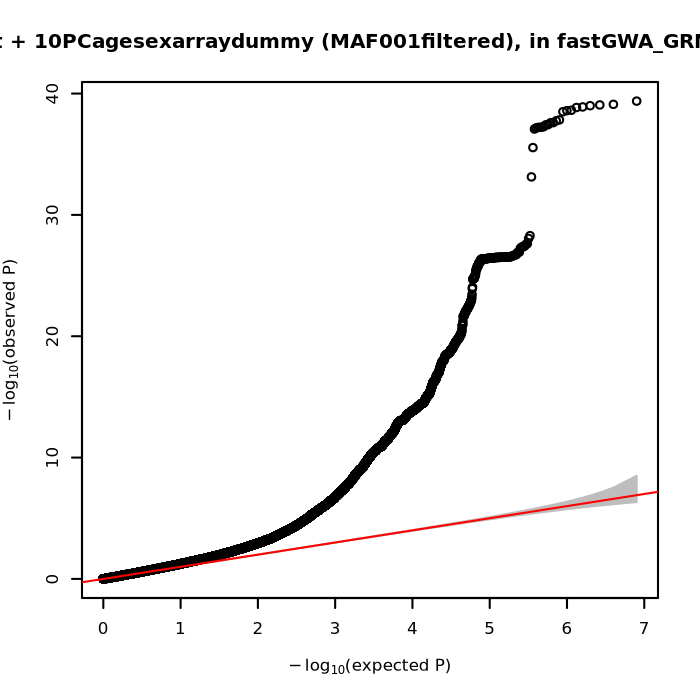 + 10PCagesexarraydummy (MAF001filtered), in fastGWA_GRM
40
30
20
10
0
− log10(observed P)
0 1 2 3 4 5 6 7
− log10(expected P)